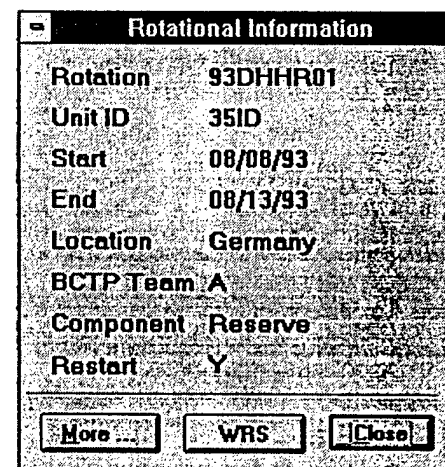 Rotational Information
Rotation 93DHHR01
Unit ID 35ID
Start 08/08/93
End 08/13/93
Location Germany
BCTP Team A
Component Reserve
Restart Y
More ... WRS Close